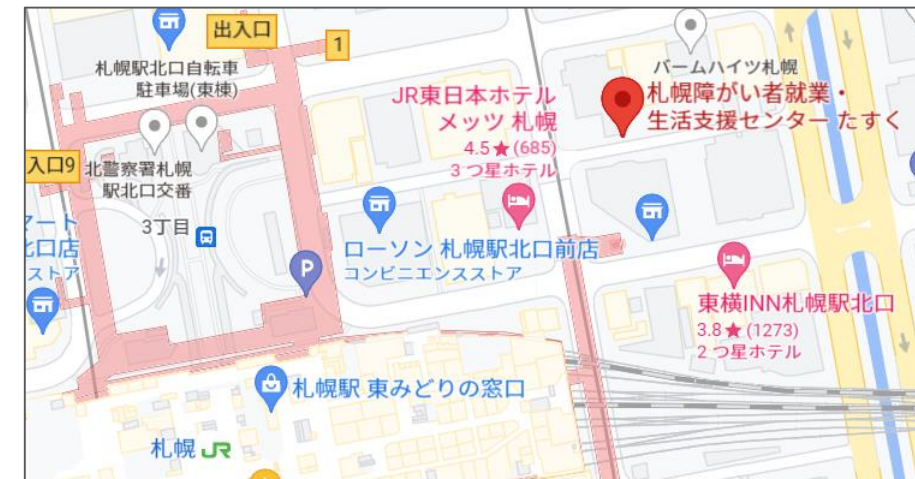 出入口
1
札幌駅北口自転車
駐車場(東棟)
バームハイツ札幌
札幌障がい者就業・
生活支援センター たすく
JR東日本ホテル
メッツ 札幌
4.5★(685)
3 つ星ホテル
入口9
北警察署札幌
駅北口交番
3丁目
マート
北口店
ストア
P
ローソン 札幌駅北口前店
コンビニエンスストア
東横INN札幌駅北口
3.8★(1273)
2 つ星ホテル
札幌駅 東みどりの窓口
札幌 JR